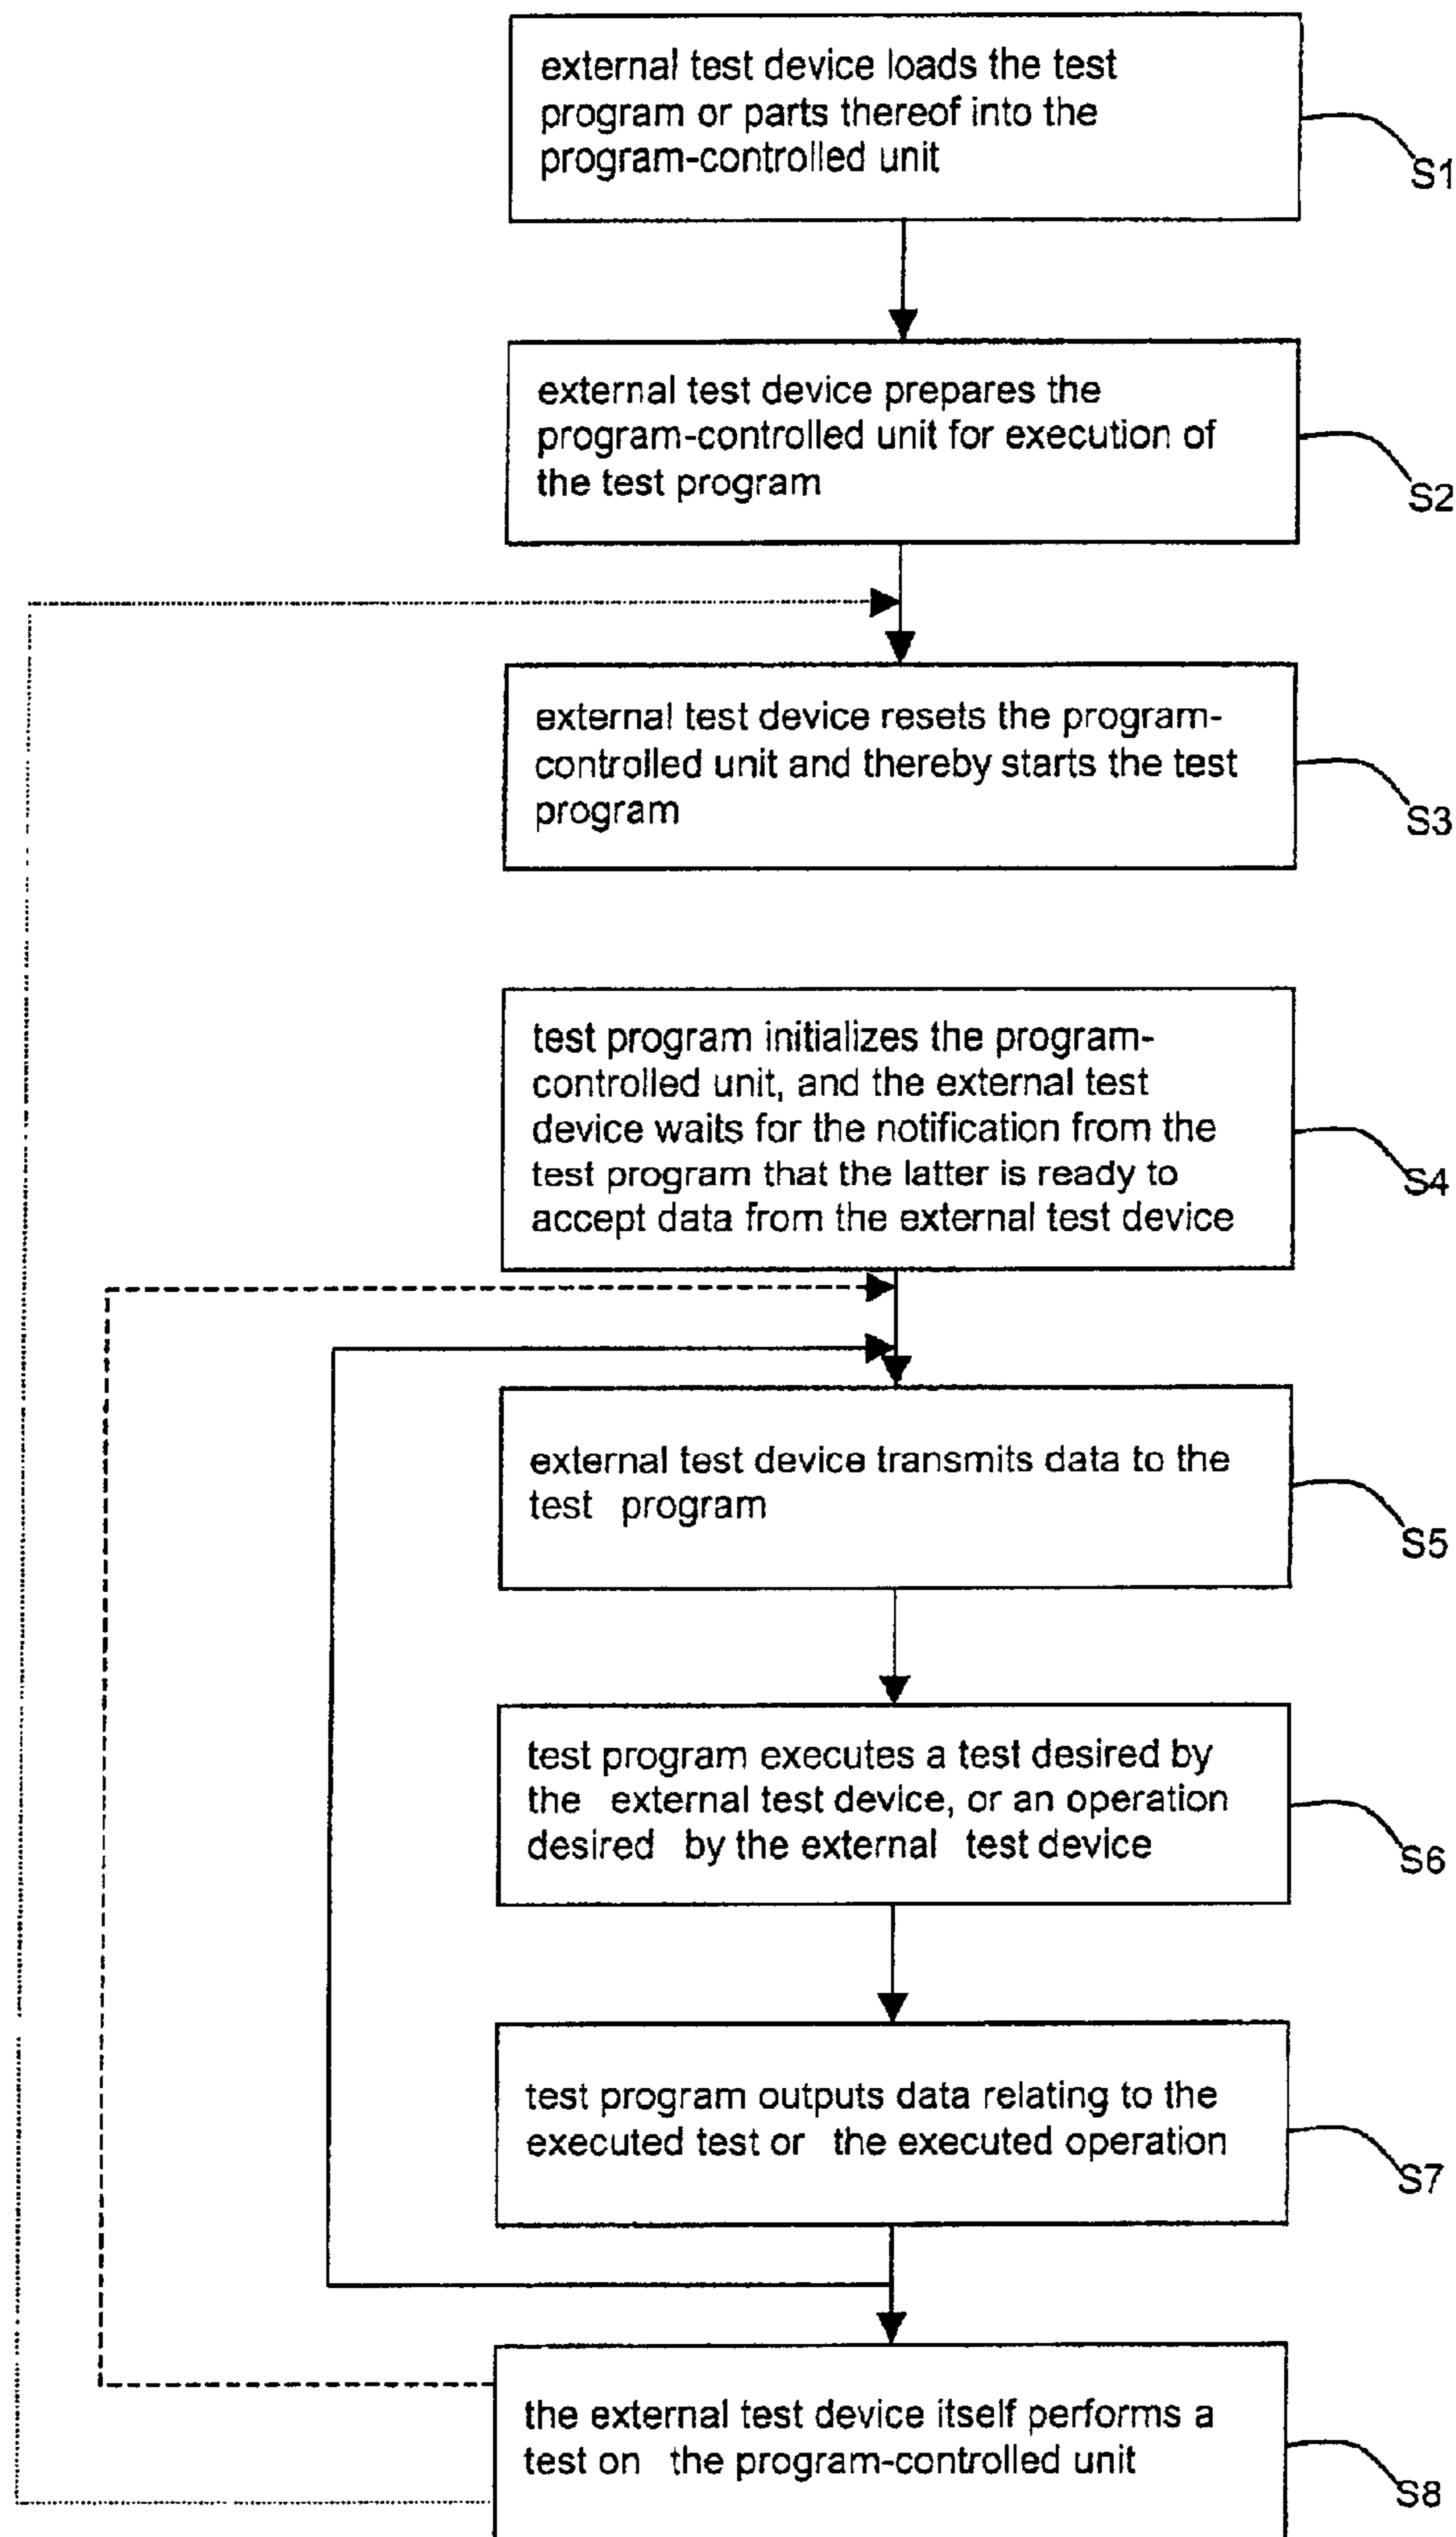 external test device loads the test
program or parts thereof into the
program-controlled unit
S1
external test device prepares the
program-controlled unit for execution of
the test program
S2
external test device resets the program-
controlled unit and thereby starts the test
program
S3
test program initializes the program-
controlled unit, and the external test
device waits for the notification from the
test program that the latter is ready to
accept data from the external test device
S4
external test device transmits data to the
test program
S5
test program executes a test desired by
the external test device, or an operation
desired by the external test device
S6
test program outputs data relating to the
executed test or the executed operation
S7
the external test device itself performs a
test on the program-controlled unit
S8